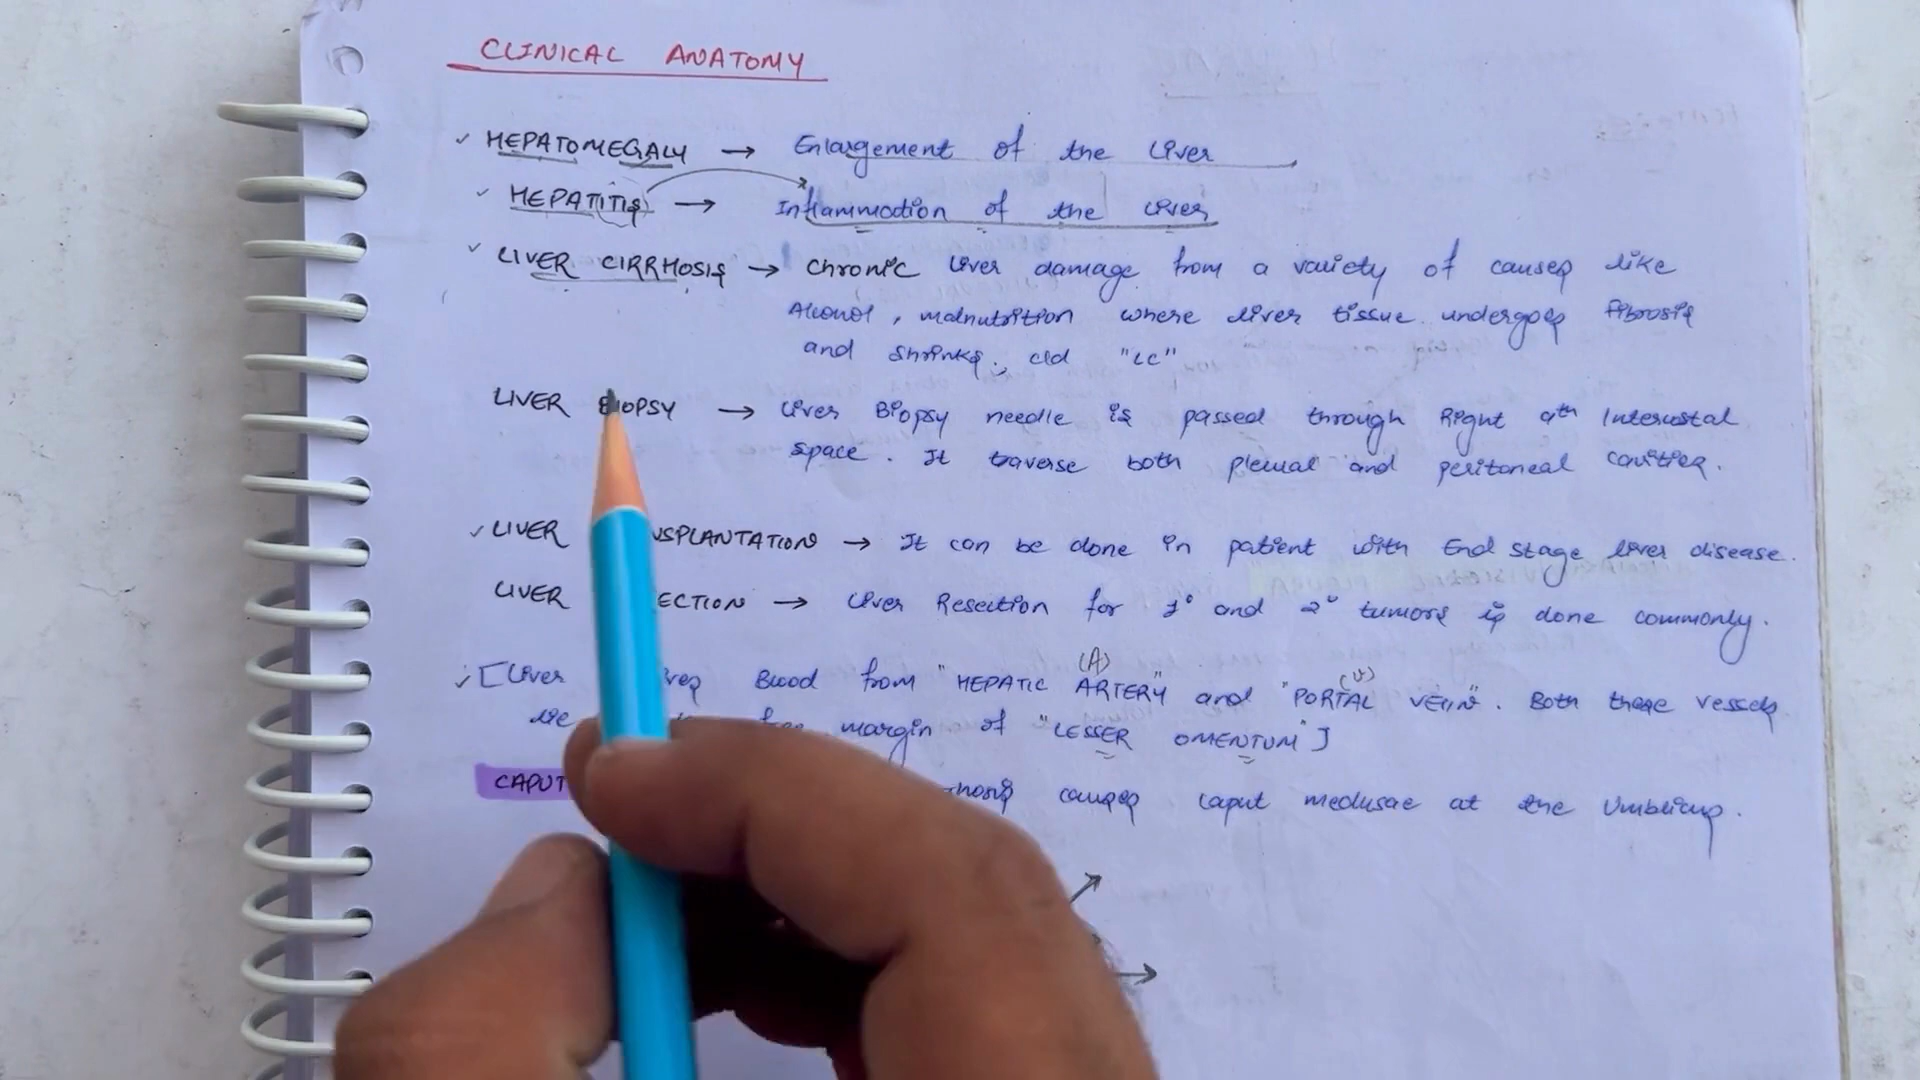 CLINICAL ANATOMY
HEPATOMEGALY → Enlargement of the Liver
HEPATITIS → Inflammation of the Liver
LIVER CIRRHOSIS → Chronic liver damage from a variety of causes like
Alcohol, malnutrition where liver tissue undergoes fibrosis
and shrinks. cld "LC"
LIVER BIOPSY → Liver Biopsy needle is passed through Right 9th Intercostal
space. It traverse both pleural and peritoneal cavities.
LIVER NSPLANTATION → It can be done in patient with End stage liver disease.
LIVER ECTION → Liver Resection for 1° and 2° tumors is done commonly.
(A) (V)
[Liver Blood from "HEPATIC ARTERY" and "PORTAL VEIN". Both these vessels
margin of "LESSER OMENTUM"]
CAPUT causes caput medusae at the Umbilicus.